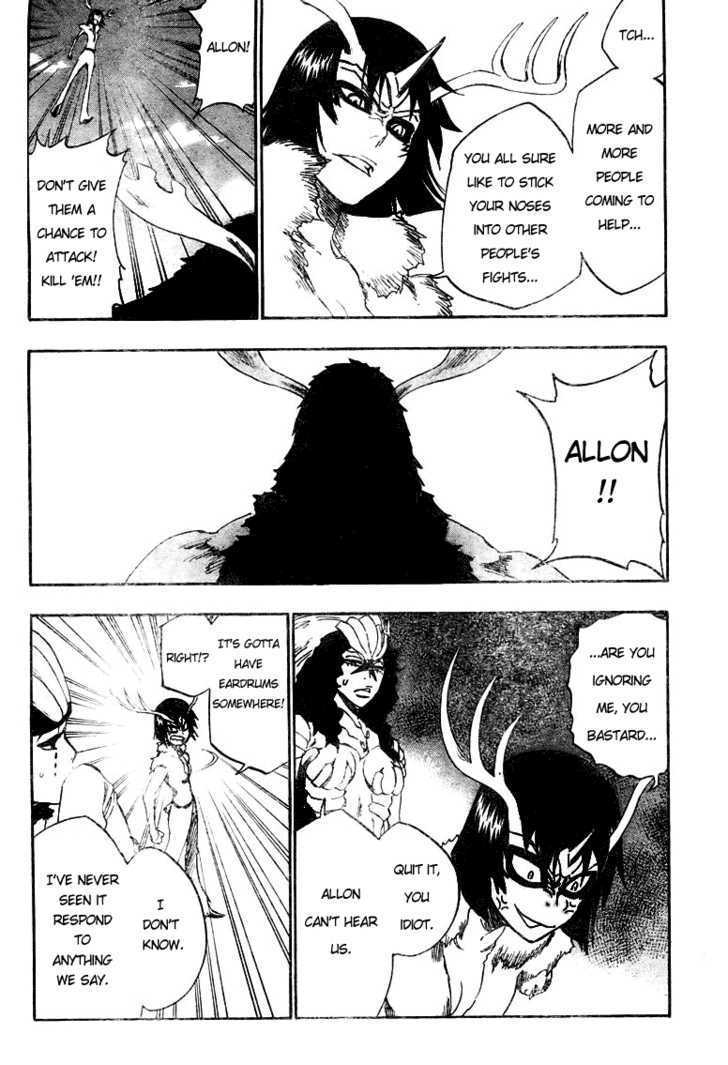 TCH...
MORE AND
MORE
PEOPLE
COMING TO
HELP...
YOU ALL SURE
LIKE TO STICK
YOUR NOSES
INTO OTHER
PEOPLE'S
FIGHTS...
ALLON!
DON'T GIVE
THEM A
CHANCE TO
ATTACK!
KILL 'EM!!
ALLON
!!
...ARE YOU
IGNORING
ME, YOU
BASTARD...
QUIT IT,
YOU
IDIOT.
ALLON
CAN'T HEAR
US.
IT'S GOTTA
HAVE
EARDRUMS
SOMEWHERE!
RIGHT!?
I
DON'T
KNOW.
I'VE NEVER
SEEN IT
RESPOND
TO
ANYTHING
WE SAY.